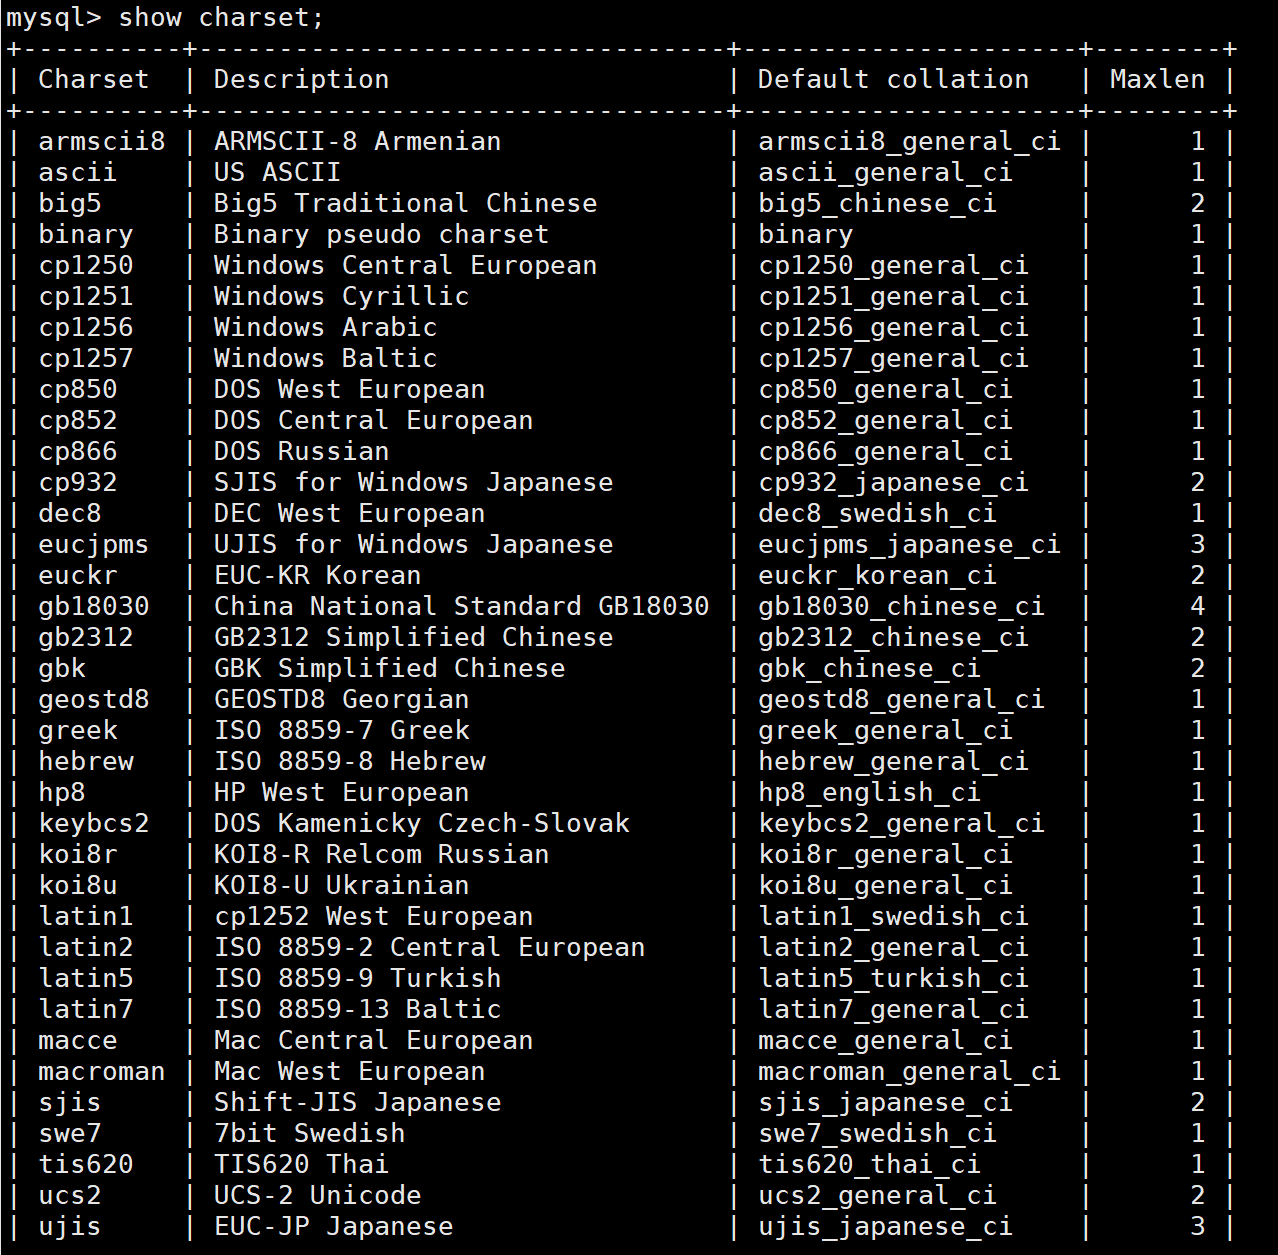 mysql> show charset;
+----------+---------------------------------+---------------------+--------+
| Charset  | Description                     | Default collation   | Maxlen |
+----------+---------------------------------+---------------------+--------+
| armscii8 | ARMSCII-8 Armenian              | armscii8_general_ci |      1 |
| ascii    | US ASCII                        | ascii_general_ci    |      1 |
| big5     | Big5 Traditional Chinese        | big5_chinese_ci     |      2 |
| binary   | Binary pseudo charset           | binary              |      1 |
| cp1250   | Windows Central European        | cp1250_general_ci   |      1 |
| cp1251   | Windows Cyrillic                | cp1251_general_ci   |      1 |
| cp1256   | Windows Arabic                  | cp1256_general_ci   |      1 |
| cp1257   | Windows Baltic                  | cp1257_general_ci   |      1 |
| cp850    | DOS West European               | cp850_general_ci    |      1 |
| cp852    | DOS Central European            | cp852_general_ci    |      1 |
| cp866    | DOS Russian                     | cp866_general_ci    |      1 |
| cp932    | SJIS for Windows Japanese       | cp932_japanese_ci   |      2 |
| dec8     | DEC West European               | dec8_swedish_ci     |      1 |
| eucjpms  | UJIS for Windows Japanese       | eucjpms_japanese_ci |      3 |
| euckr    | EUC-KR Korean                   | euckr_korean_ci     |      2 |
| gb18030  | China National Standard GB18030 | gb18030_chinese_ci  |      4 |
| gb2312   | GB2312 Simplified Chinese       | gb2312_chinese_ci   |      2 |
| gbk      | GBK Simplified Chinese          | gbk_chinese_ci      |      2 |
| geostd8  | GEOSTD8 Georgian                | geostd8_general_ci  |      1 |
| greek    | ISO 8859-7 Greek                | greek_general_ci    |      1 |
| hebrew   | ISO 8859-8 Hebrew               | hebrew_general_ci   |      1 |
| hp8      | HP West European                | hp8_english_ci      |      1 |
| keybcs2  | DOS Kamenicky Czech-Slovak      | keybcs2_general_ci  |      1 |
| koi8r    | KOI8-R Relcom Russian           | koi8r_general_ci    |      1 |
| koi8u    | KOI8-U Ukrainian                | koi8u_general_ci    |      1 |
| latin1   | cp1252 West European            | latin1_swedish_ci   |      1 |
| latin2   | ISO 8859-2 Central European     | latin2_general_ci   |      1 |
| latin5   | ISO 8859-9 Turkish              | latin5_turkish_ci   |      1 |
| latin7   | ISO 8859-13 Baltic              | latin7_general_ci   |      1 |
| macce    | Mac Central European            | macce_general_ci    |      1 |
| macroman | Mac West European               | macroman_general_ci |      1 |
| sjis     | Shift-JIS Japanese              | sjis_japanese_ci    |      2 |
| swe7     | 7bit Swedish                    | swe7_swedish_ci     |      1 |
| tis620   | TIS620 Thai                     | tis620_thai_ci      |      1 |
| ucs2     | UCS-2 Unicode                   | ucs2_general_ci     |      2 |
| ujis     | EUC-JP Japanese                 | ujis_japanese_ci    |      3 |